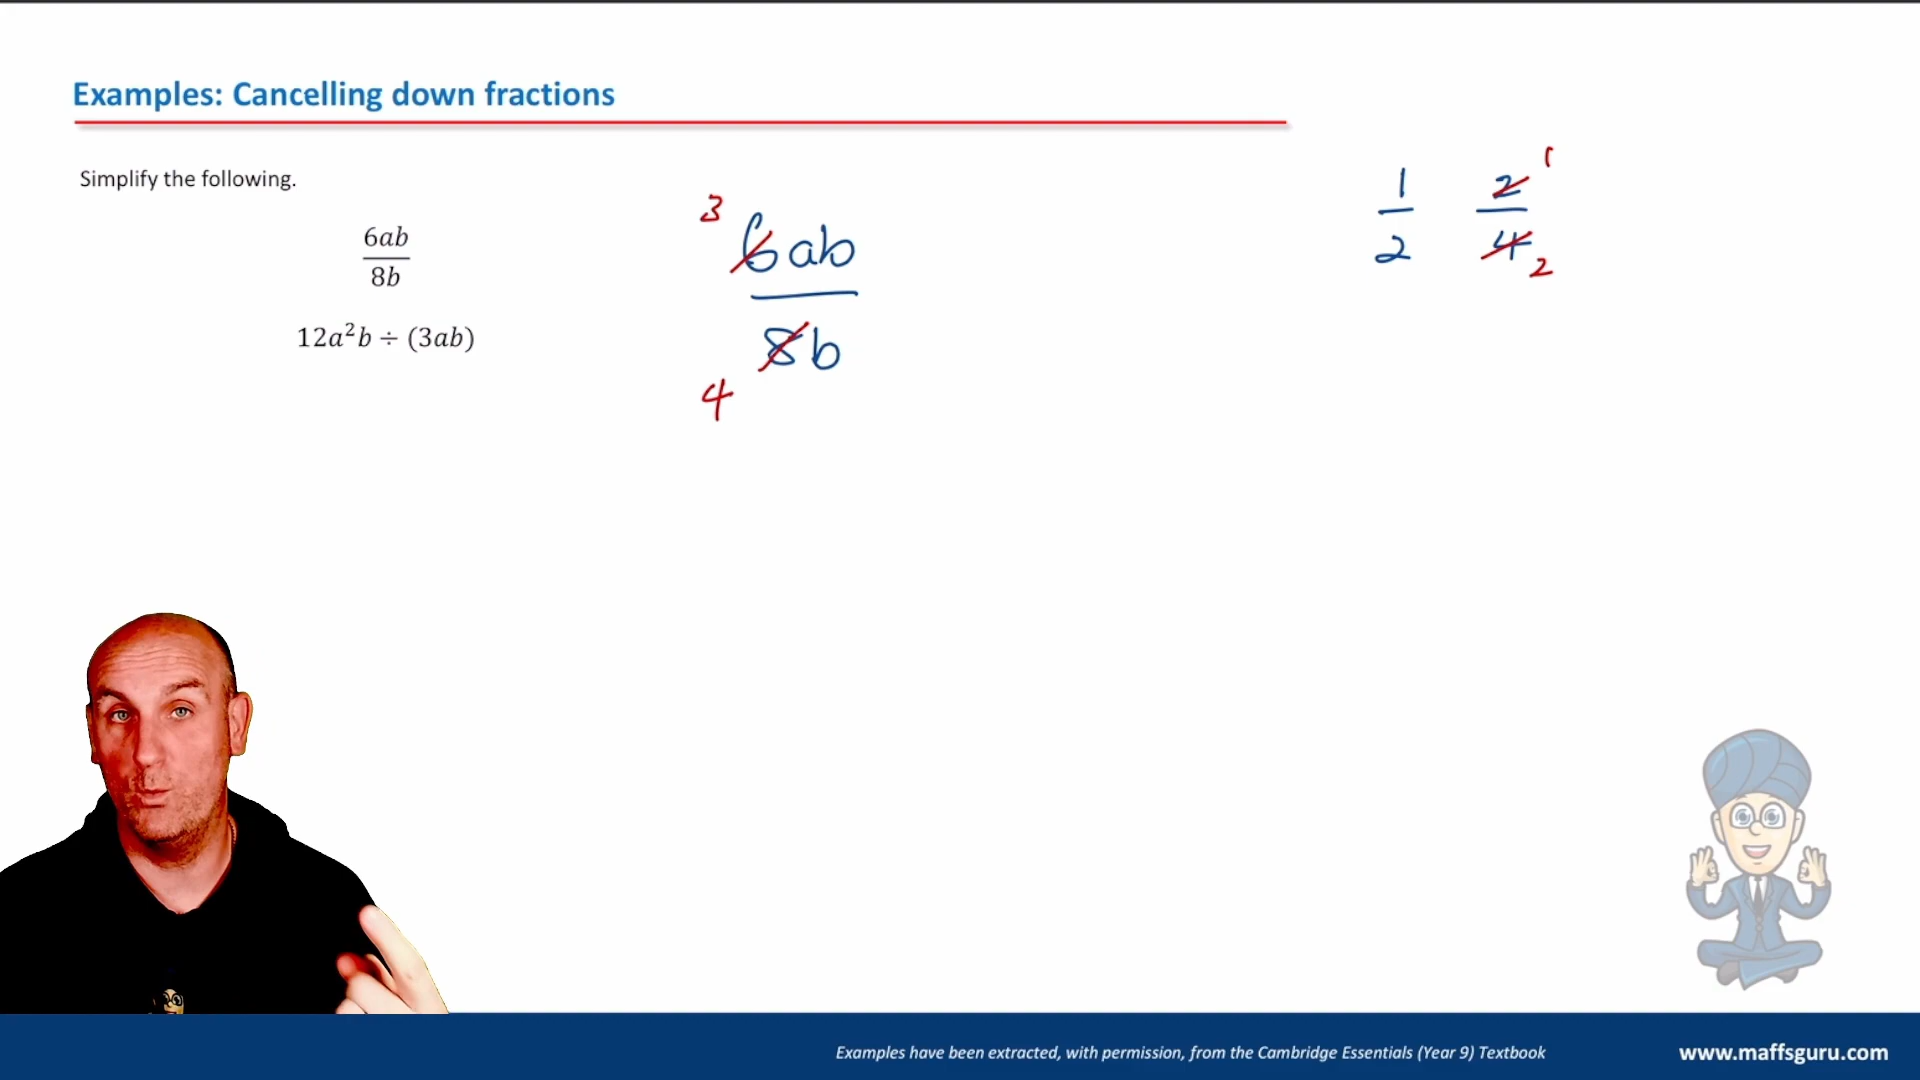 Examples: Cancelling down fractions
Simplify the following.
6ab
8b
12a²b ÷ (3ab)
3
6ab
8b
4
1
2
2 1
4 2
Examples have been extracted, with permission, from the Cambridge Essentials (Year 9) Textbook
www.maffsguru.com